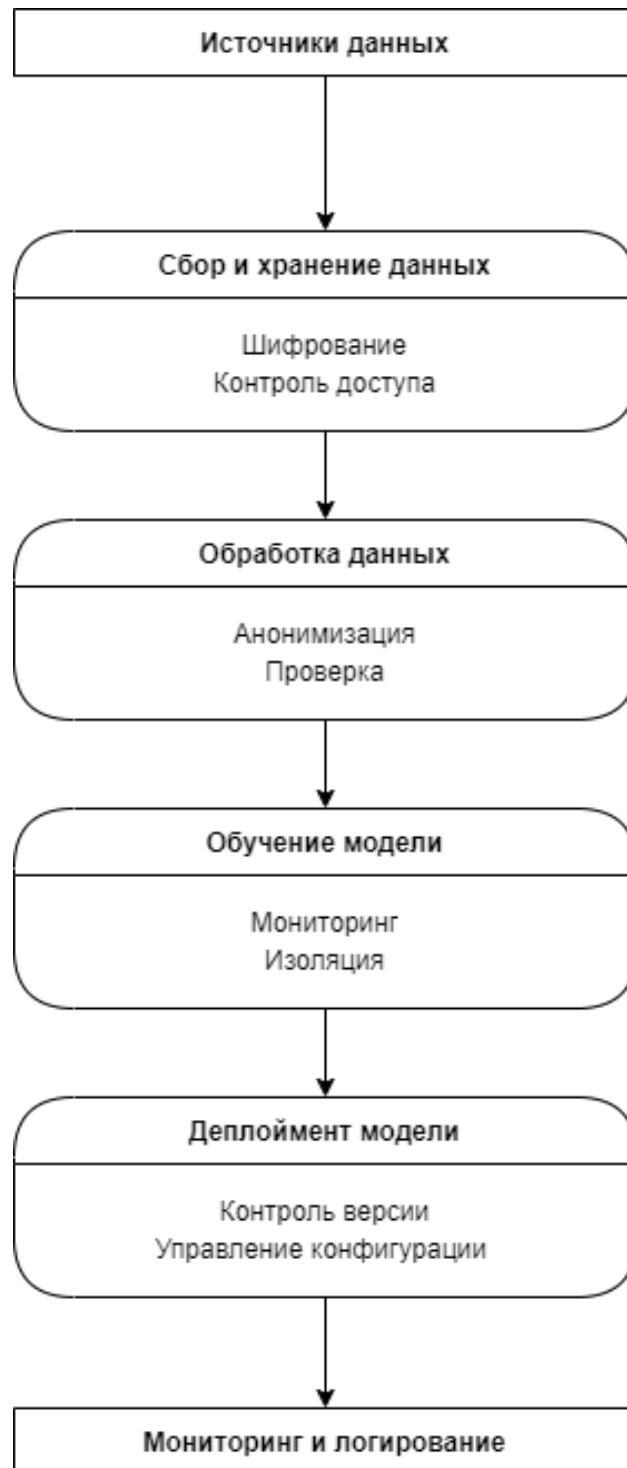 Источники данных
Сбор и хранение данных
Шифрование
Контроль доступа
Обработка данных
Анонимизация
Проверка
Обучение модели
Мониторинг
Изоляция
Деплоймент модели
Контроль версии
Управление конфигурации
Мониторинг и логирование